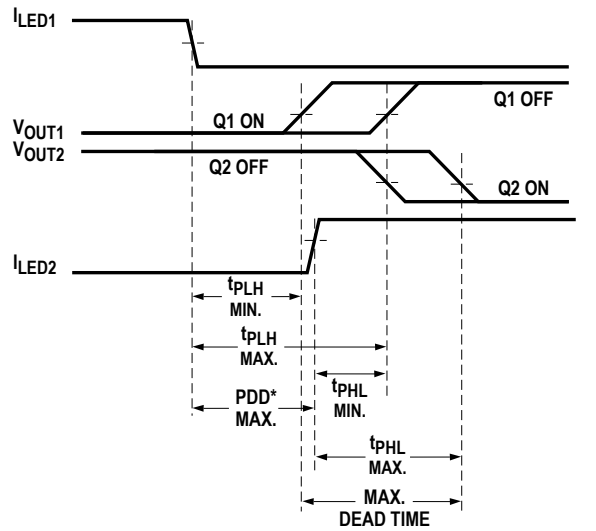 ILED1
Q1 ON
Q1 OFF
VOUT1
VOUT2
Q2 OFF
Q2 ON
ILED2
tPLH
MIN.
tPLH
MAX.
tPHL
MIN.
PDD*
MAX.
tPHL
MAX.
MAX.
DEAD TIME